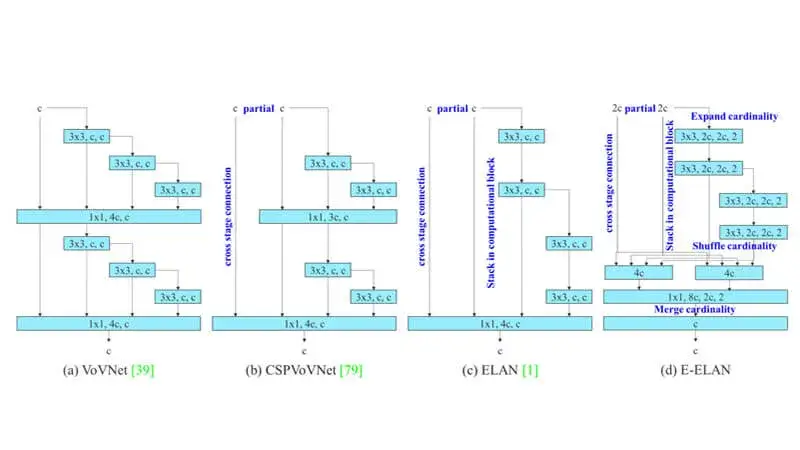 c
3x3, c, c
3x3, c, c
3x3, c, c
1x1, 4c, c
3x3, c, c
3x3, c, c
3x3, c, c
1x1, 4c, c
c
(a) VoVNet [39]
c partial c
cross stage connection
3x3, c, c
3x3, c, c
1x1, 3c, c
3x3, c, c
3x3, c, c
1x1, 4c, c
c
(b) CSPVoVNet [79]
c partial c
cross stage connection
Stack in computational block
3x3, c, c
3x3, c, c
3x3, c, c
3x3, c, c
1x1, 4c, c
c
(c) ELAN [1]
2c partial 2c
Expand cardinality
cross stage connection
Stack in computational block
3x3, 2c, 2c, 2
3x3, 2c, 2c, 2
3x3, 2c, 2c, 2
3x3, 2c, 2c, 2
Shuffle cardinality
4c
4c
1x1, 8c, 2c, 2
Merge cardinality
c
c
(d) E-ELAN